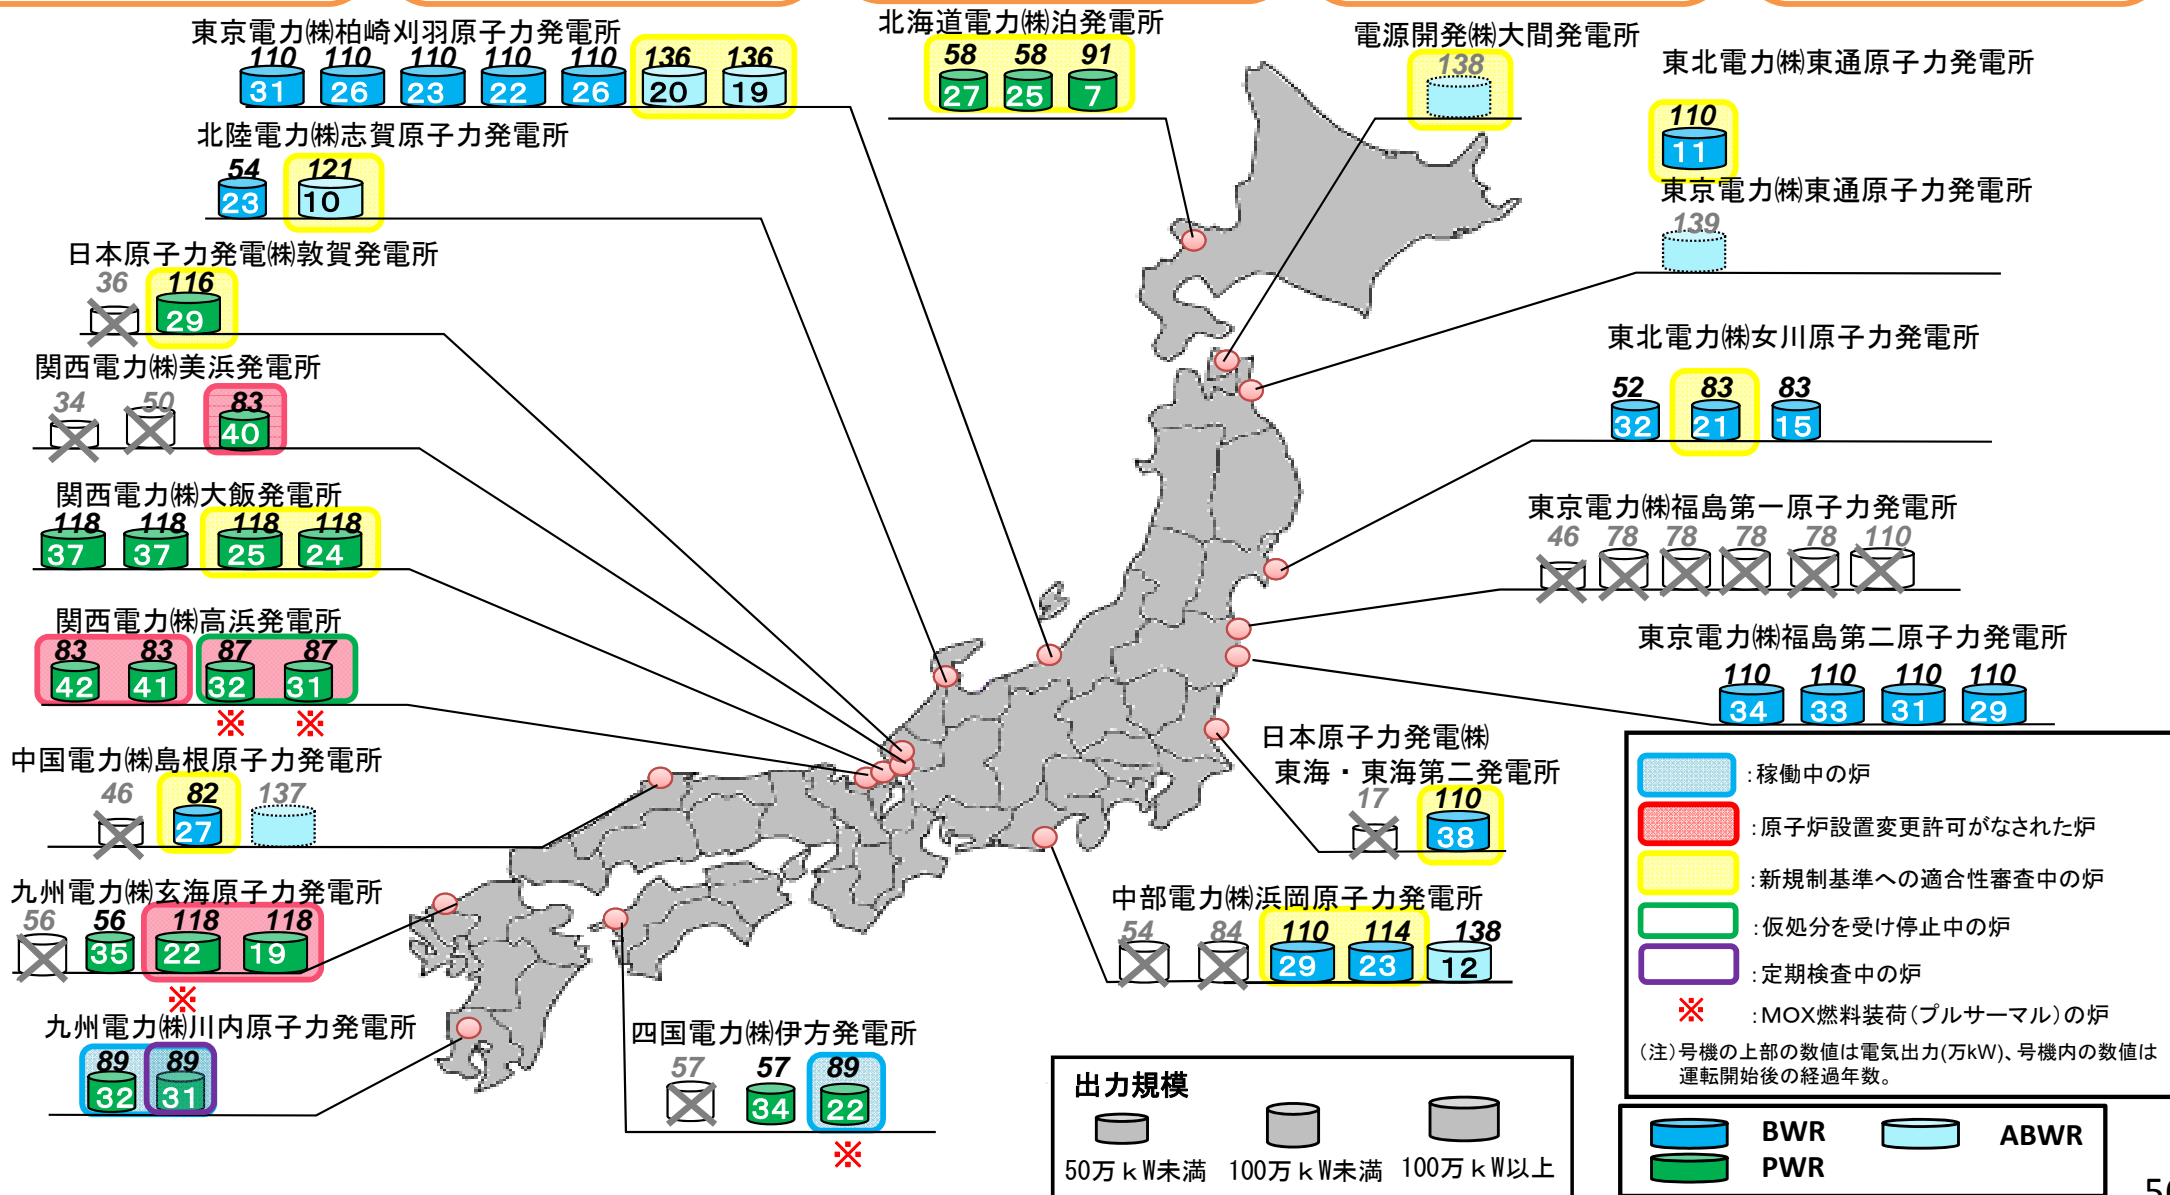 東京電力㈱柏崎刈羽原子力発電所
110 110 110 110 110 136 136
31 26 23 22 26 20 19
北陸電力㈱志賀原子力発電所
54 121
23 10
日本原子力発電㈱敦賀発電所
36 116
29
関西電力㈱美浜発電所
34 50 83
40
関西電力㈱大飯発電所
118 118 118 118
37 37 25 24
関西電力㈱高浜発電所
83 83 87 87
42 41 32 31
※ ※
中国電力㈱島根原子力発電所
46 82 137
27
九州電力㈱玄海原子力発電所
56 56 118 118
35 22 19
※
九州電力㈱川内原子力発電所
89 89
32 31
北海道電力㈱泊発電所
58 58 91
27 25 7
電源開発㈱大間発電所
138
東北電力㈱東通原子力発電所
110
11
東京電力㈱東通原子力発電所
139
東北電力㈱女川原子力発電所
52 83 83
32 21 15
東京電力㈱福島第一原子力発電所
46 78 78 78 78 110
東京電力㈱福島第二原子力発電所
110 110 110 110
34 33 31 29
日本原子力発電㈱
東海・東海第二発電所
17 110
38
中部電力㈱浜岡原子力発電所
54 84 110 114 138
29 23 12
四国電力㈱伊方発電所
57 57 89
34 22
※
:稼働中の炉
:原子炉設置変更許可がなされた炉
:新規制基準への適合性審査中の炉
:仮処分を受け停止中の炉
:定期検査中の炉
※ :MOX燃料装荷(プルサーマル)の炉
(注)号機の上部の数値は電気出力(万kW)、号機内の数値は
運転開始後の経過年数。
出力規模
50万kW未満 100万kW未満 100万kW以上
BWR ABWR
PWR